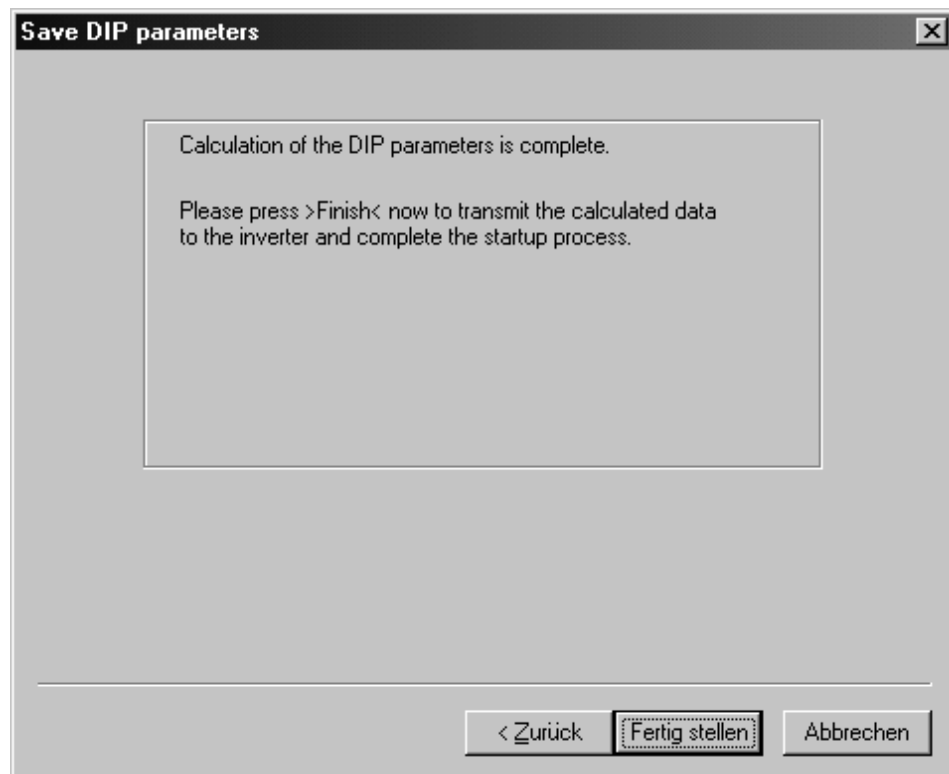 Save DIP parameters
Calculation of the DIP parameters is complete.
Please press >Finish< now to transmit the calculated data
to the inverter and complete the startup process.
< Zurück
Fertig stellen
Abbrechen